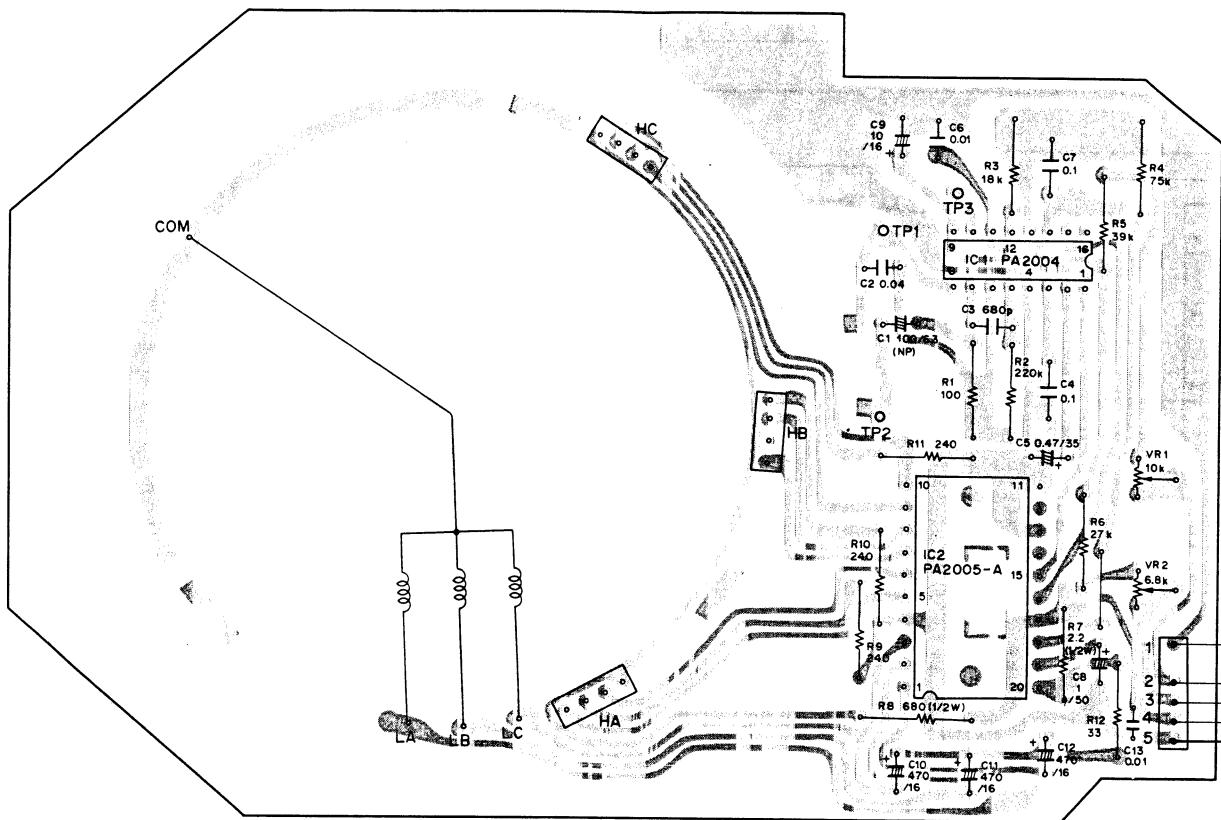 HC
C9
10
/16
+
C6
0.01
R3
18k
C7
0.1
R4
75k
TP3
TP1
R5
39k
COM
9
12
16
IC1 PA2004
4
1
C2 0.04
C3 680p
C1 100/6.3
(NP)
R2
220k
R1
100
C4
0.1
HB
TP2
R11 240
C5 0.47/35
+
VR1
10k
10
11
R6
27k
R10
240
IC2
PA2005-A
15
5
VR2
6.8k
R7
2.2
(1/2W)
R9
240
+
C8
1
/50
1
20
1
2
3
4
5
HA
R8 680(1/2W)
R12
33
LA
LB
LC
C13
0.01
+
C10
470
/16
+
C11
470
/16
+
C12
470
/16